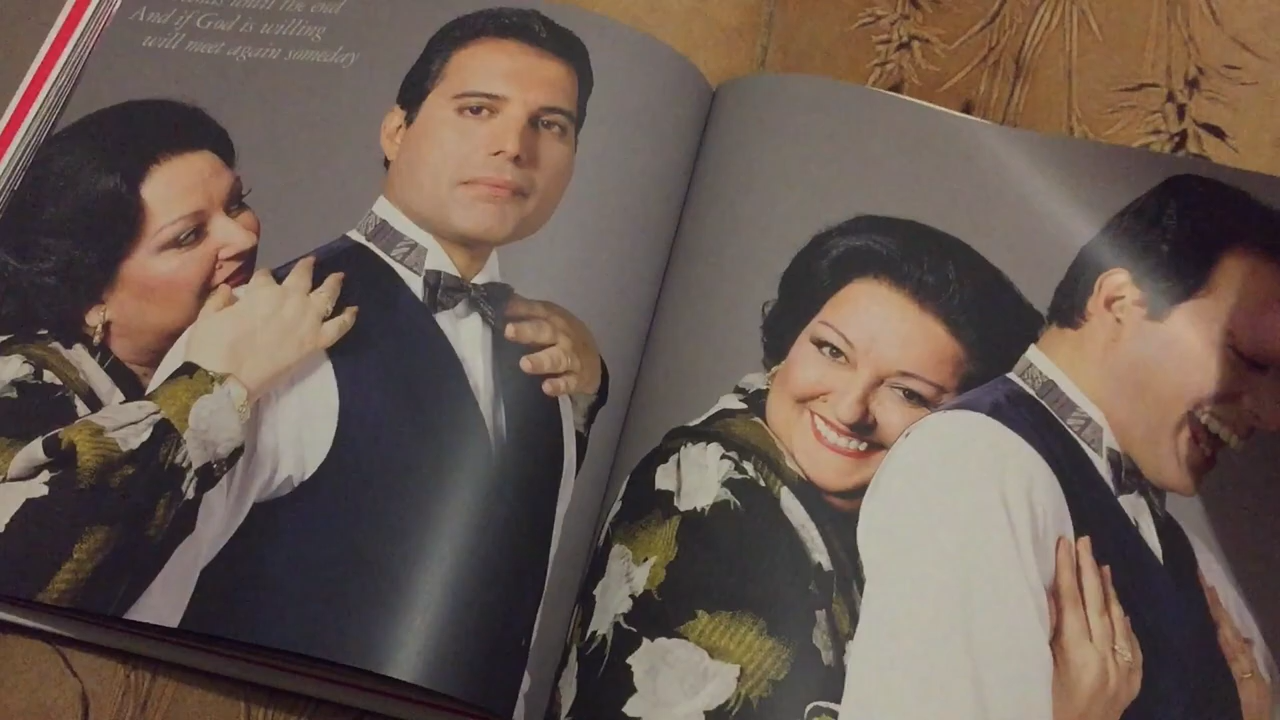 until the end
And if God is willing
will meet again someday